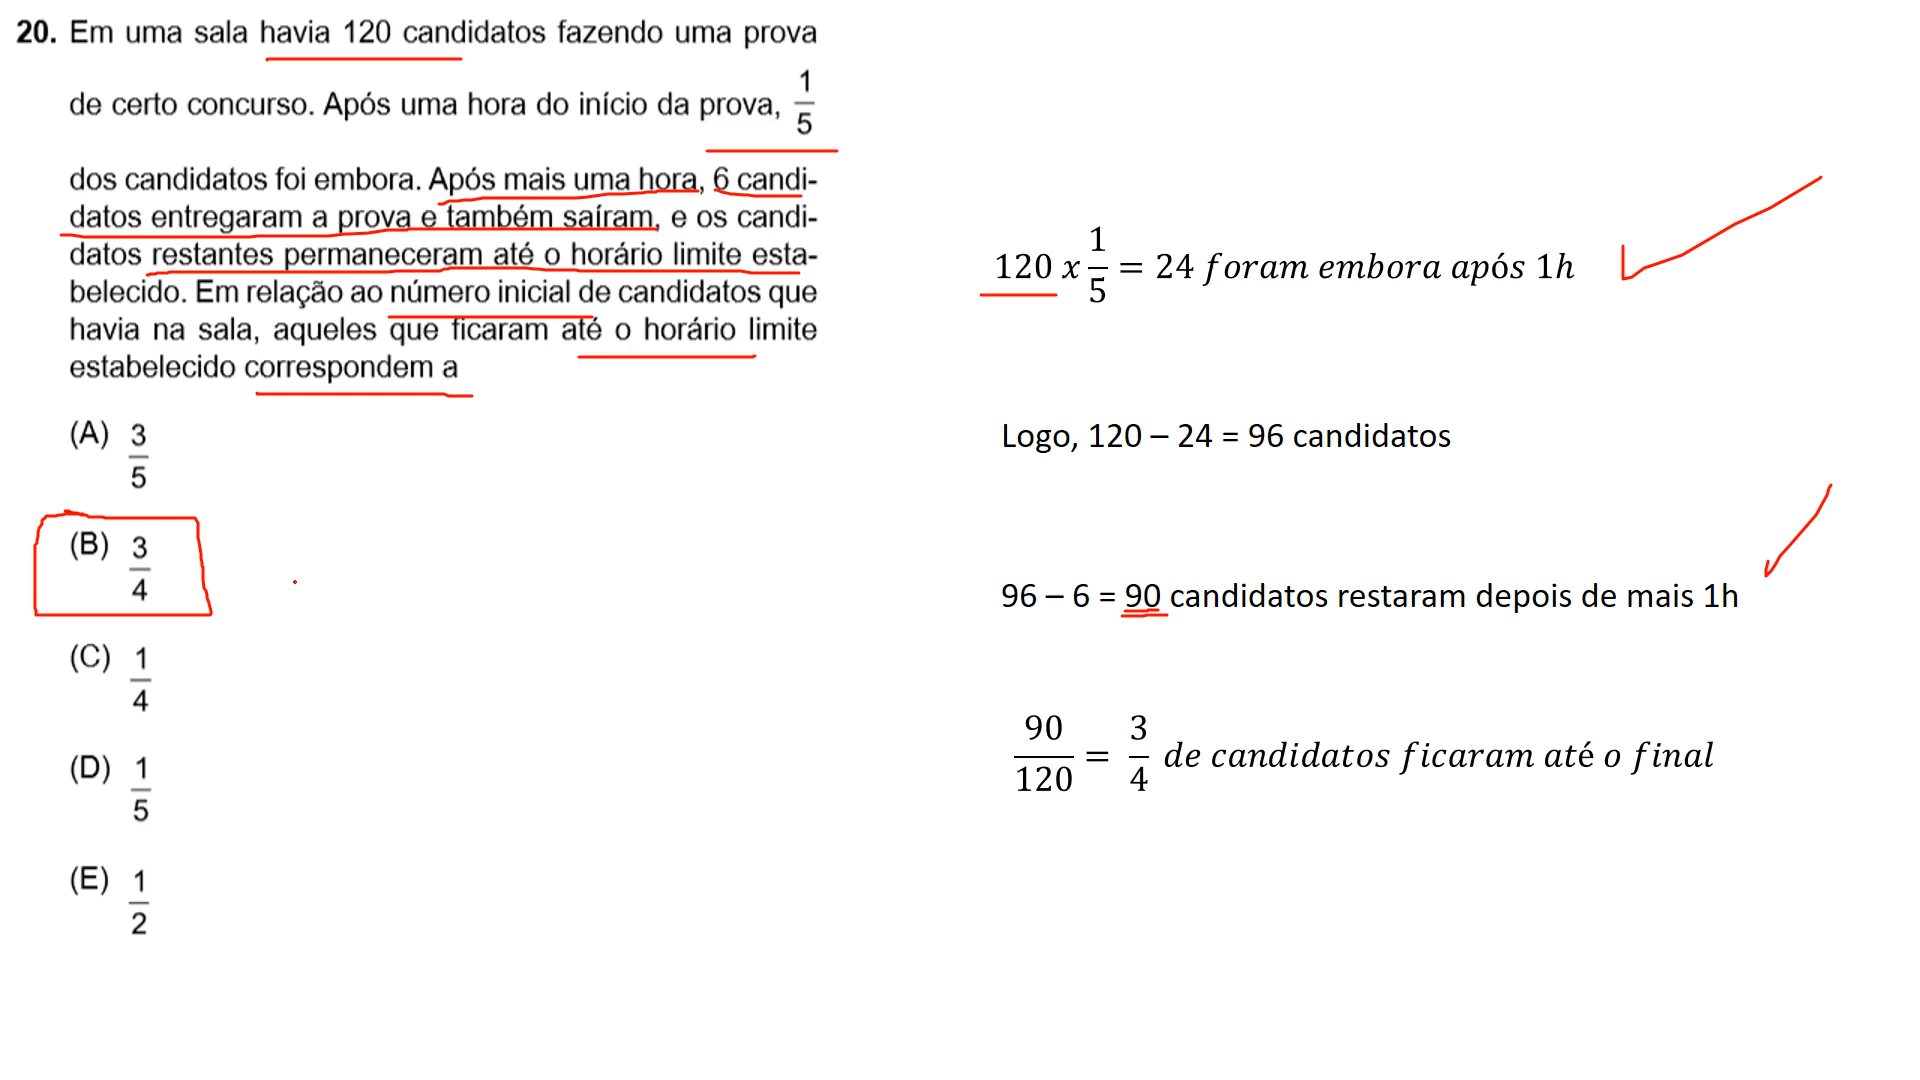 20. Em uma sala havia 120 candidatos fazendo uma prova
de certo concurso. Após uma hora do início da prova, 1/5
dos candidatos foi embora. Após mais uma hora, 6 candi-
datos entregaram a prova e também saíram, e os candi-
datos restantes permaneceram até o horário limite esta-
belecido. Em relação ao número inicial de candidatos que
havia na sala, aqueles que ficaram até o horário limite
estabelecido correspondem a
(A) 3/5
(B) 3/4
(C) 1/4
(D) 1/5
(E) 1/2
120 x 1/5 = 24 foram embora após 1h
Logo, 120 – 24 = 96 candidatos
96 – 6 = 90 candidatos restaram depois de mais 1h
90/120 = 3/4 de candidatos ficaram até o final